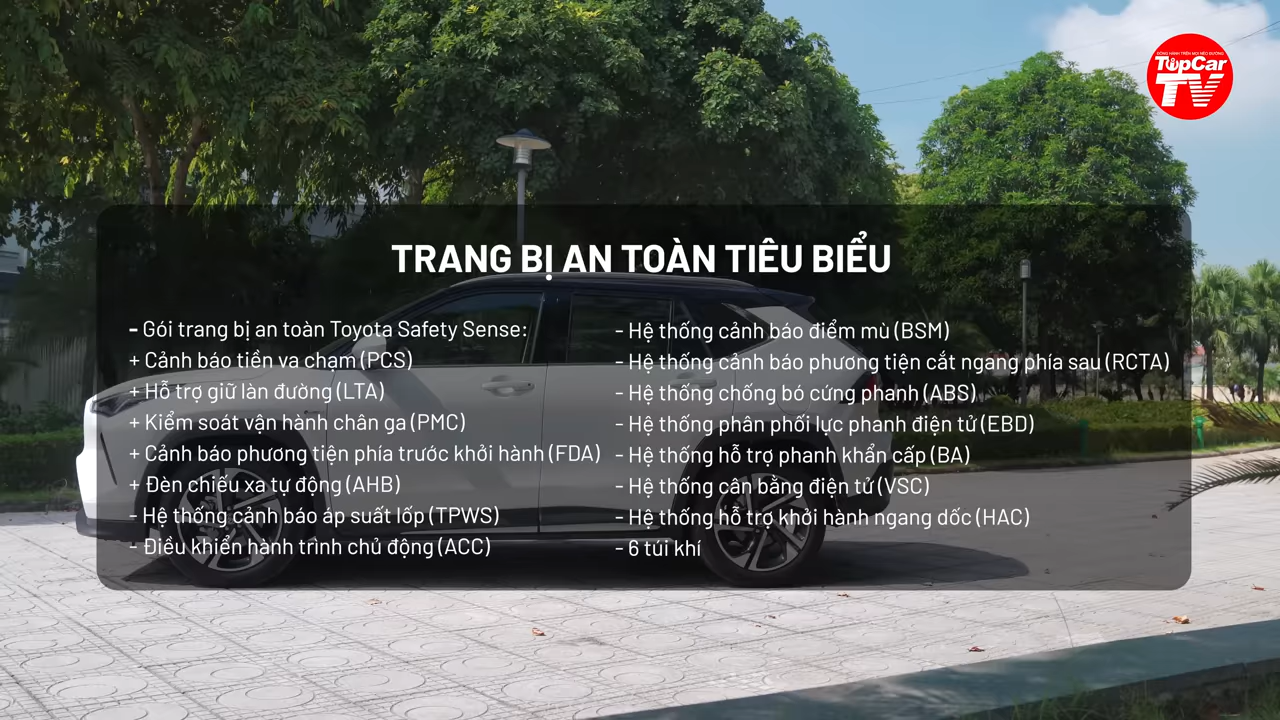 ĐỒNG HÀNH TRÊN MỌI NẺO ĐƯỜNG
TopCar
TV
TRANG BỊ AN TOÀN TIÊU BIỂU
- Gói trang bị an toàn Toyota Safety Sense:
+ Cảnh báo tiền va chạm (PCS)
+ Hỗ trợ giữ làn đường (LTA)
+ Kiểm soát vận hành chân ga (PMC)
+ Cảnh báo phương tiện phía trước khởi hành (FDA)
+ Đèn chiếu xa tự động (AHB)
- Hệ thống cảnh báo áp suất lốp (TPWS)
- Điều khiển hành trình chủ động (ACC)
- Hệ thống cảnh báo điểm mù (BSM)
- Hệ thống cảnh báo phương tiện cắt ngang phía sau (RCTA)
- Hệ thống chống bó cứng phanh (ABS)
- Hệ thống phân phối lực phanh điện tử (EBD)
- Hệ thống hỗ trợ phanh khẩn cấp (BA)
- Hệ thống cân bằng điện tử (VSC)
- Hệ thống hỗ trợ khởi hành ngang dốc (HAC)
- 6 túi khí